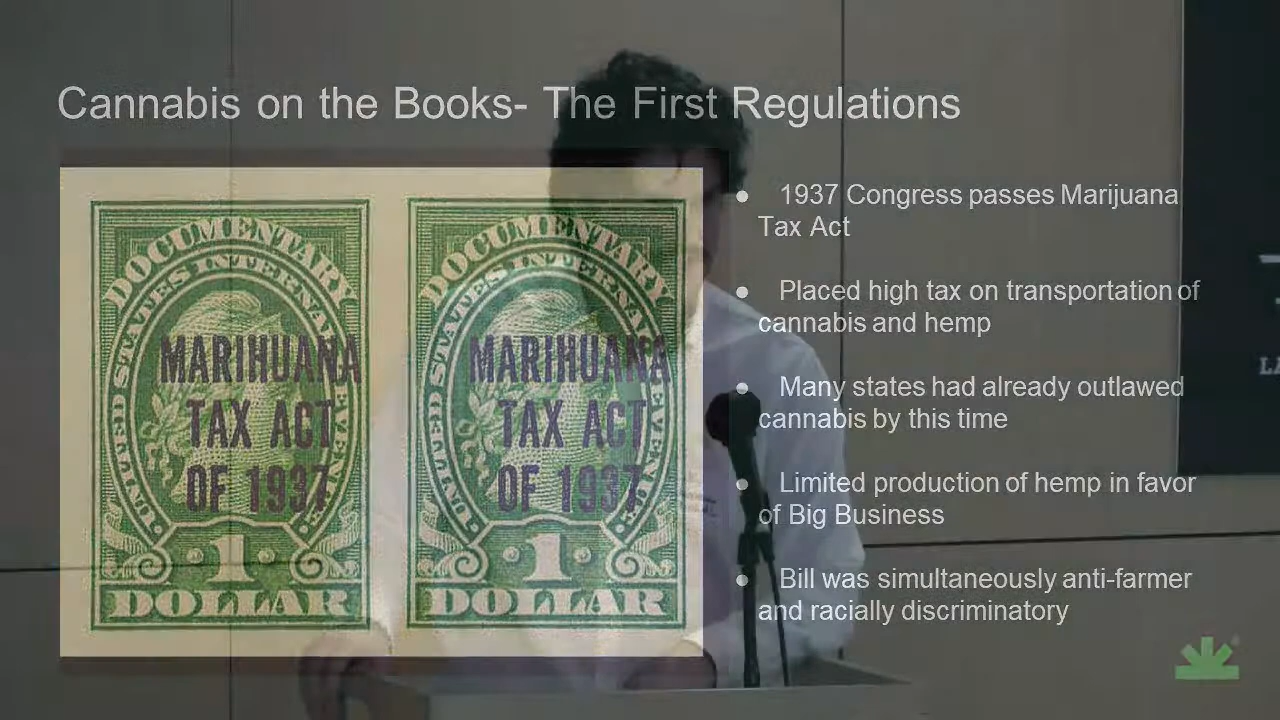 Cannabis on the Books- The First Regulations
DOCUMENTARY
UNITED STATES INTERNAL REVENUE
MARIHUANA
TAX ACT
OF 1937
1
DOLLAR
DOCUMENTARY
UNITED STATES INTERNAL REVENUE
MARIHUANA
TAX ACT
OF 1937
1
DOLLAR
● 1937 Congress passes Marijuana
Tax Act
● Placed high tax on transportation of
cannabis and hemp
● Many states had already outlawed
cannabis by this time
● Limited production of hemp in favor
of Big Business
● Bill was simultaneously anti-farmer
and racially discriminatory